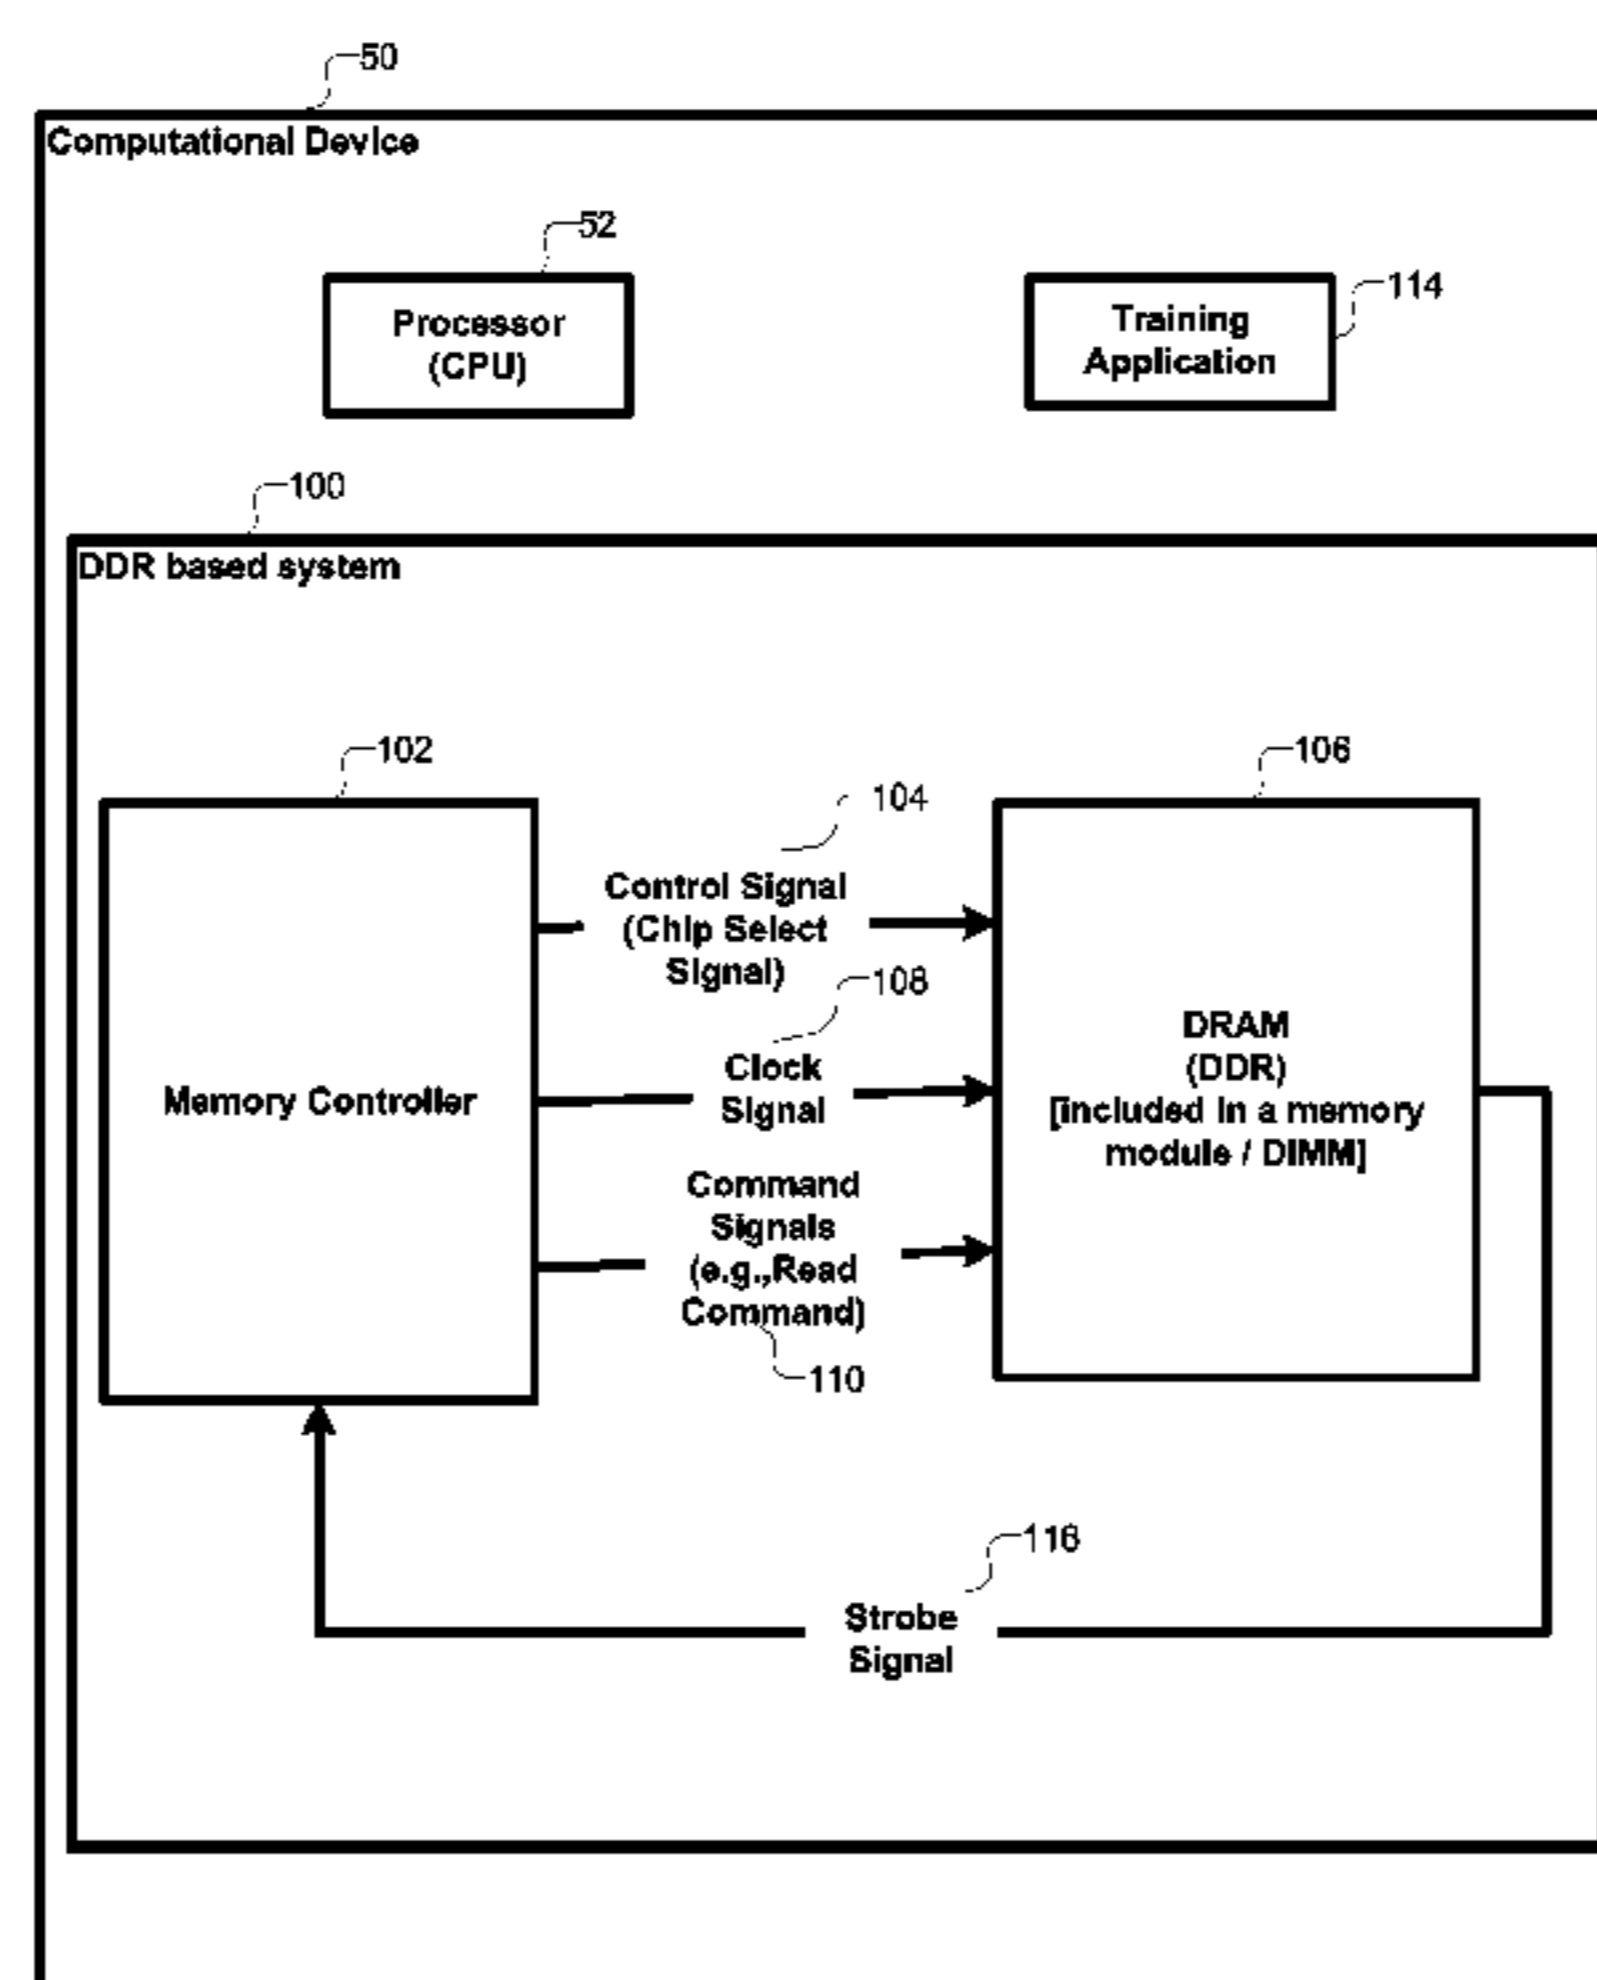 50
Computational Device
52
Processor
(CPU)
114
Training
Application
100
DDR based system
102
Memory Controller
104
Control Signal
(Chip Select
Signal)
108
Clock
Signal
Command
Signals
(e.g.,Read
Command)
110
106
DRAM
(DDR)
[included in a memory
module / DIMM]
116
Strobe
Signal